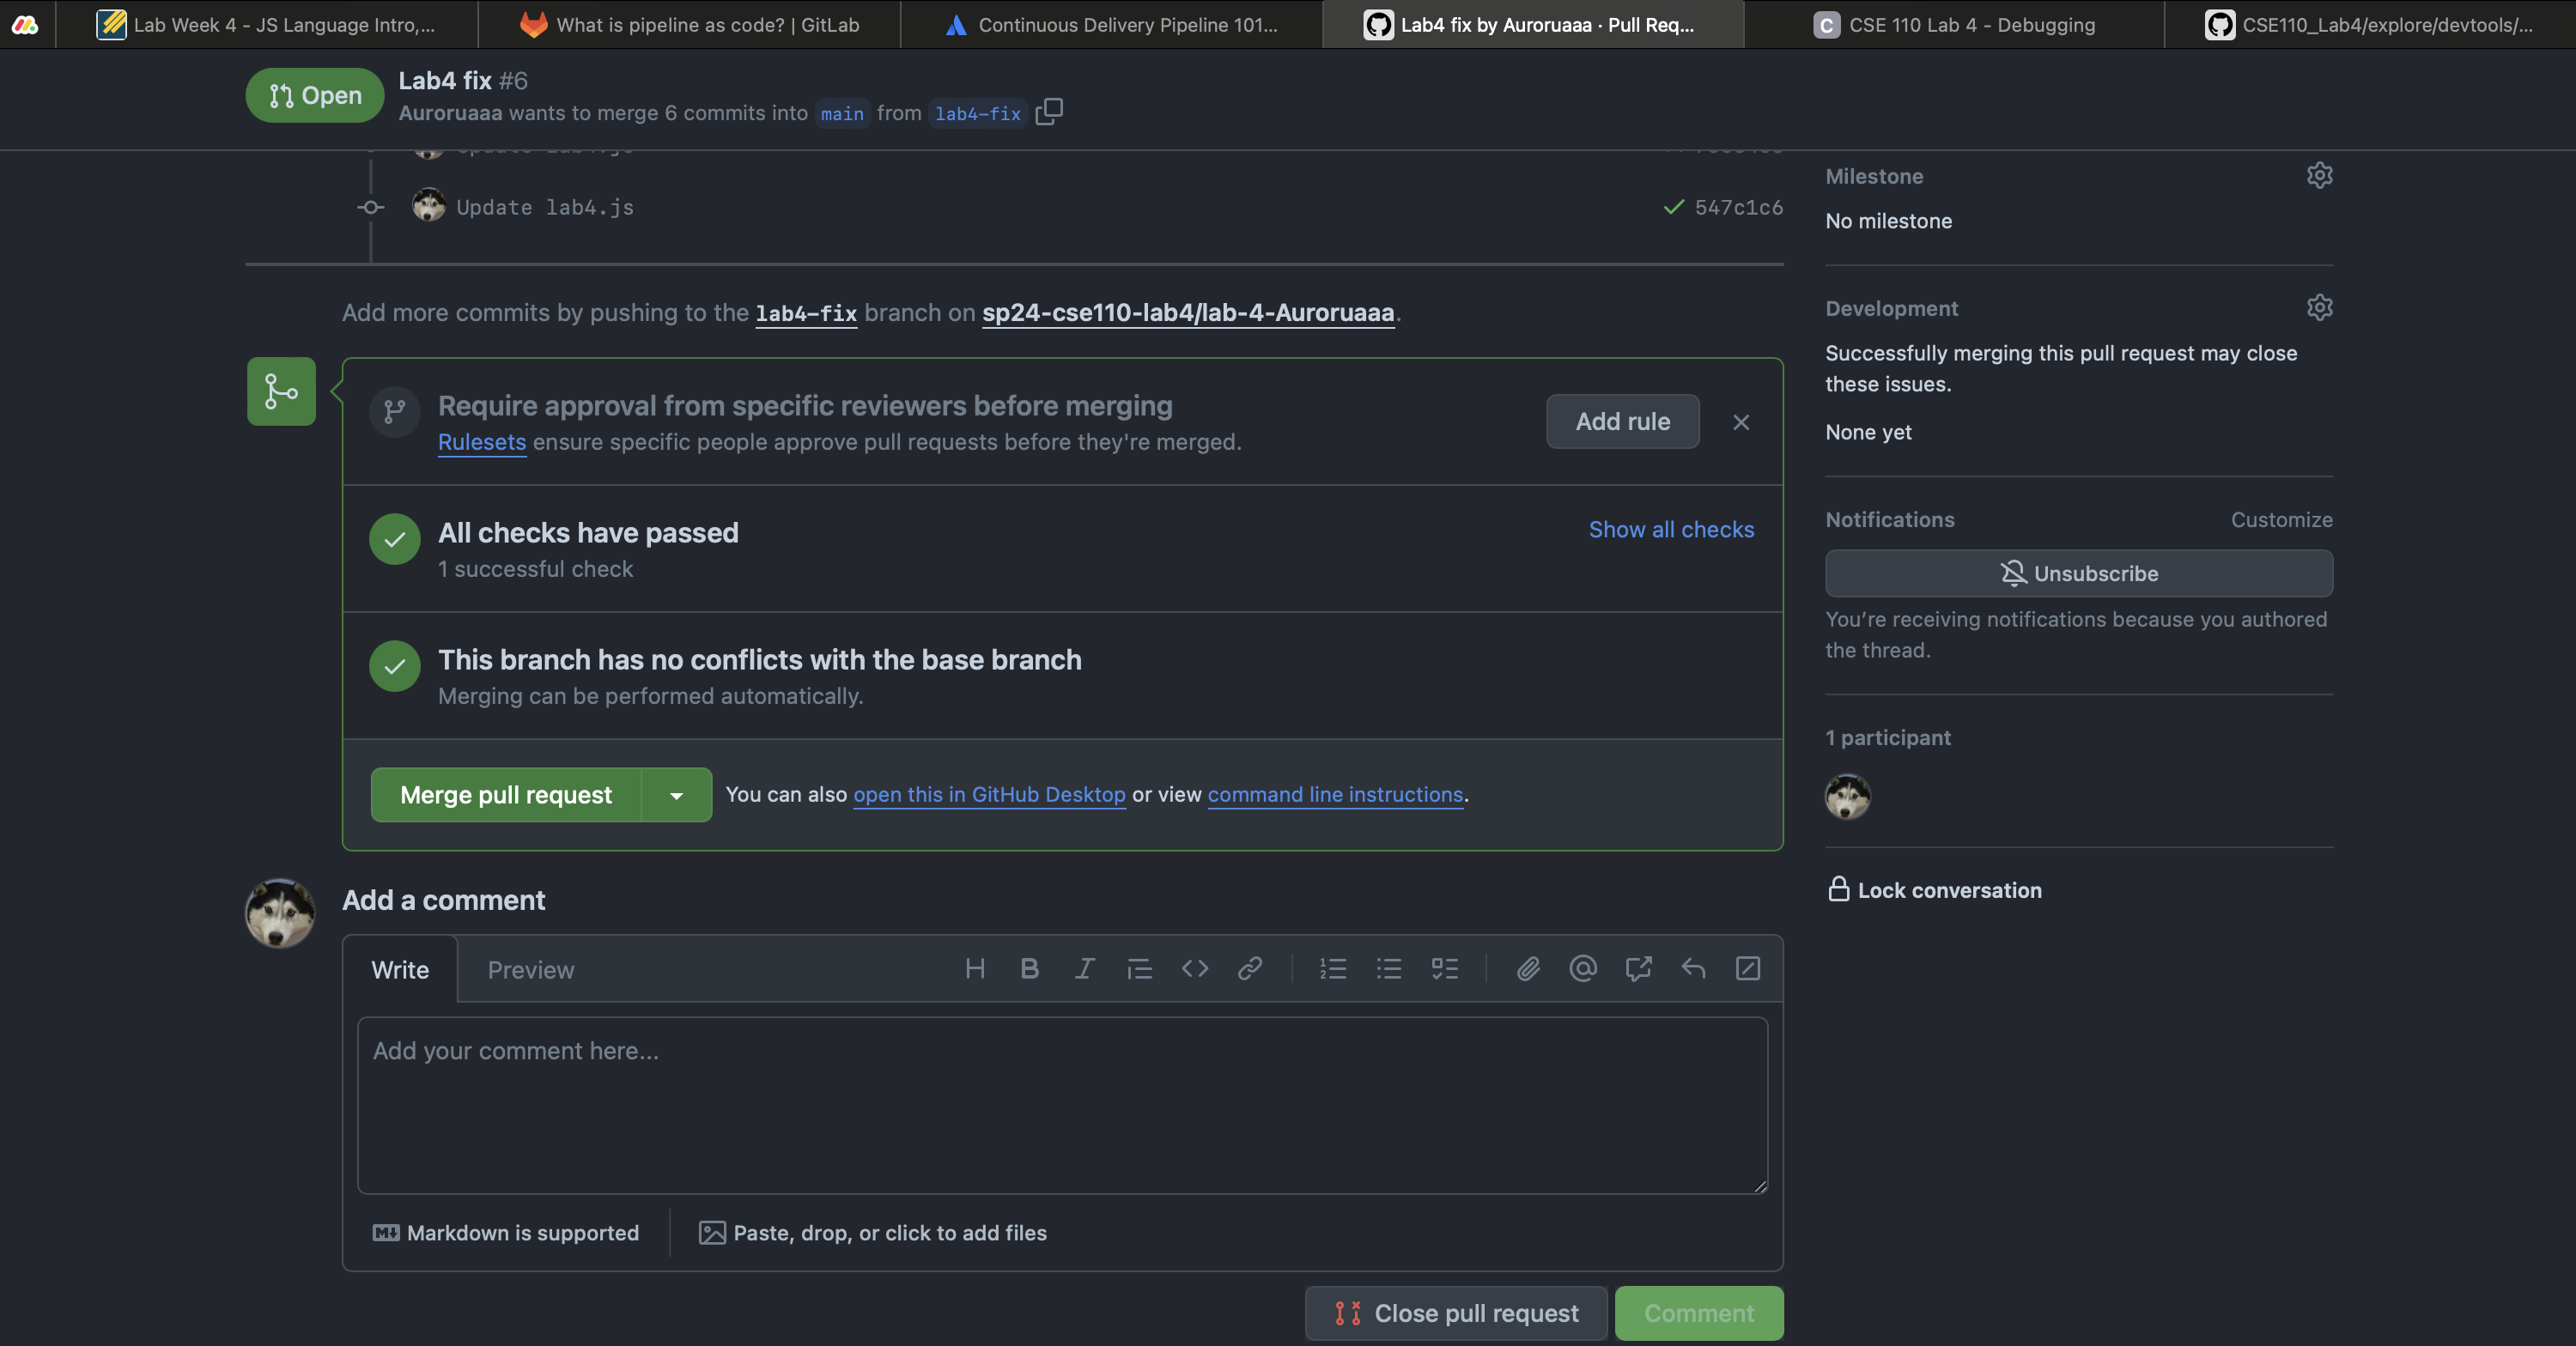 Lab Week 4 - JS Language Intro,...
What is pipeline as code? | GitLab
Continuous Delivery Pipeline 101...
Lab4 fix by Auroruaaa · Pull Req...
C
CSE 110 Lab 4 - Debugging
CSE110_Lab4/explore/devtools/...
Open
Lab4 fix #6
Auroruaaa wants to merge 6 commits into main from lab4-fix
Update lab4.js
547c1c6
Add more commits by pushing to the lab4-fix branch on sp24-cse110-lab4/lab-4-Auroruaaa.
Require approval from specific reviewers before merging
Rulesets ensure specific people approve pull requests before they're merged.
Add rule
All checks have passed
1 successful check
Show all checks
This branch has no conflicts with the base branch
Merging can be performed automatically.
Merge pull request
You can also open this in GitHub Desktop or view command line instructions.
Add a comment
Write
Preview
Add your comment here...
Markdown is supported
Paste, drop, or click to add files
Close pull request
Comment
Milestone
No milestone
Development
Successfully merging this pull request may close
these issues.
None yet
Notifications
Customize
Unsubscribe
You’re receiving notifications because you authored
the thread.
1 participant
Lock conversation